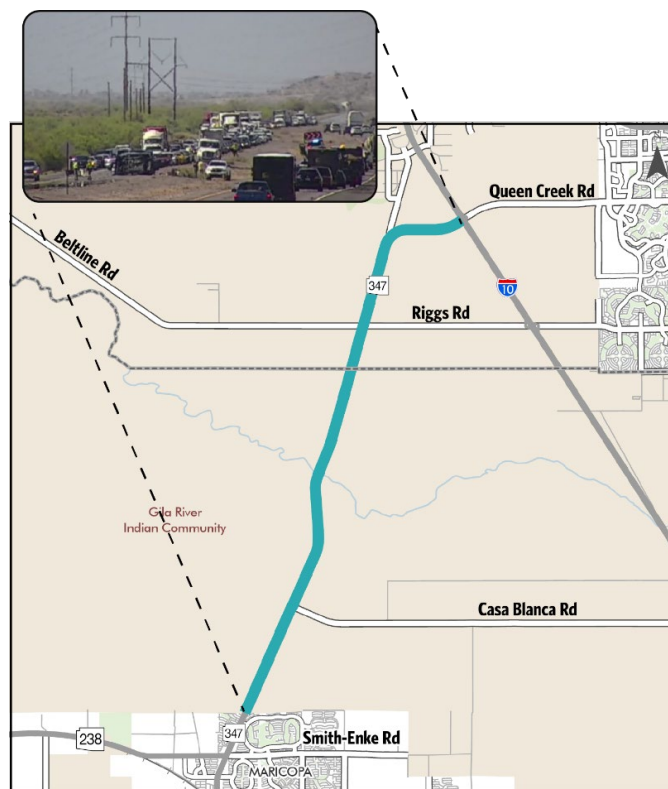 Queen Creek Rd
Beltline Rd
347
10
Riggs Rd
Gila River
Indian Community
Casa Blanca Rd
347
Smith-Enke Rd
238
MARICOPA